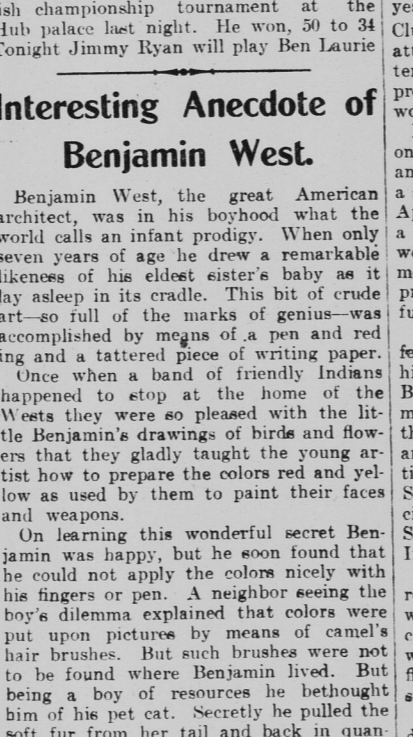 ish championship tournament at the
Hub palace last night. He won, 50 to 34
Tonight Jimmy Ryan will play Ben Laurie
Interesting Anecdote of
Benjamin West.
Benjamin West, the great American
architect, was in his boyhood what the
world calls an infant prodigy. When only
seven years of age he drew a remarkable
likeness of his eldest sister's baby as it
lay asleep in its cradle. This bit of crude
art—so full of the marks of genius—was
accomplished by means of a pen and red
ing and a tattered piece of writing paper.
Once when a band of friendly Indians
happened to stop at the home of the
Wests they were so pleased with the lit-
tle Benjamin's drawings of birds and flow-
ers that they gladly taught the young ar-
tist how to prepare the colors red and yel-
low as used by them to paint their faces
and weapons.
On learning this wonderful secret Ben-
jamin was happy, but he soon found that
he could not apply the colors nicely with
his fingers or pen. A neighbor seeing the
boy's dilemma explained that colors were
put upon pictures by means of camel's
hair brushes. But such brushes were not
to be found where Benjamin lived. But
being a boy of resources he bethought
him of his pet cat. Secretly he pulled the
soft fur from her tail and back in quan-